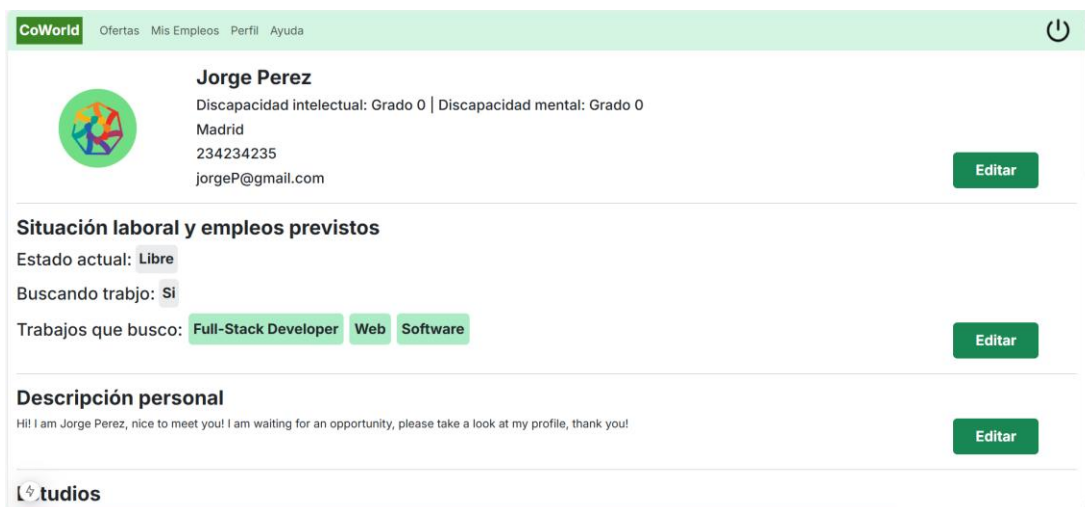 CoWorld Ofertas Mis Empleos Perfil Ayuda
Jorge Perez
Discapacidad intelectual: Grado 0 | Discapacidad mental: Grado 0
Madrid
234234235
jorgeP@gmail.com
Editar
Situación laboral y empleos previstos
Estado actual: Libre
Buscando trabjo: Si
Trabajos que busco: Full-Stack Developer Web Software
Editar
Descripción personal
Hi! I am Jorge Perez, nice to meet you! I am waiting for an opportunity, please take a look at my profile, thank you!
Editar